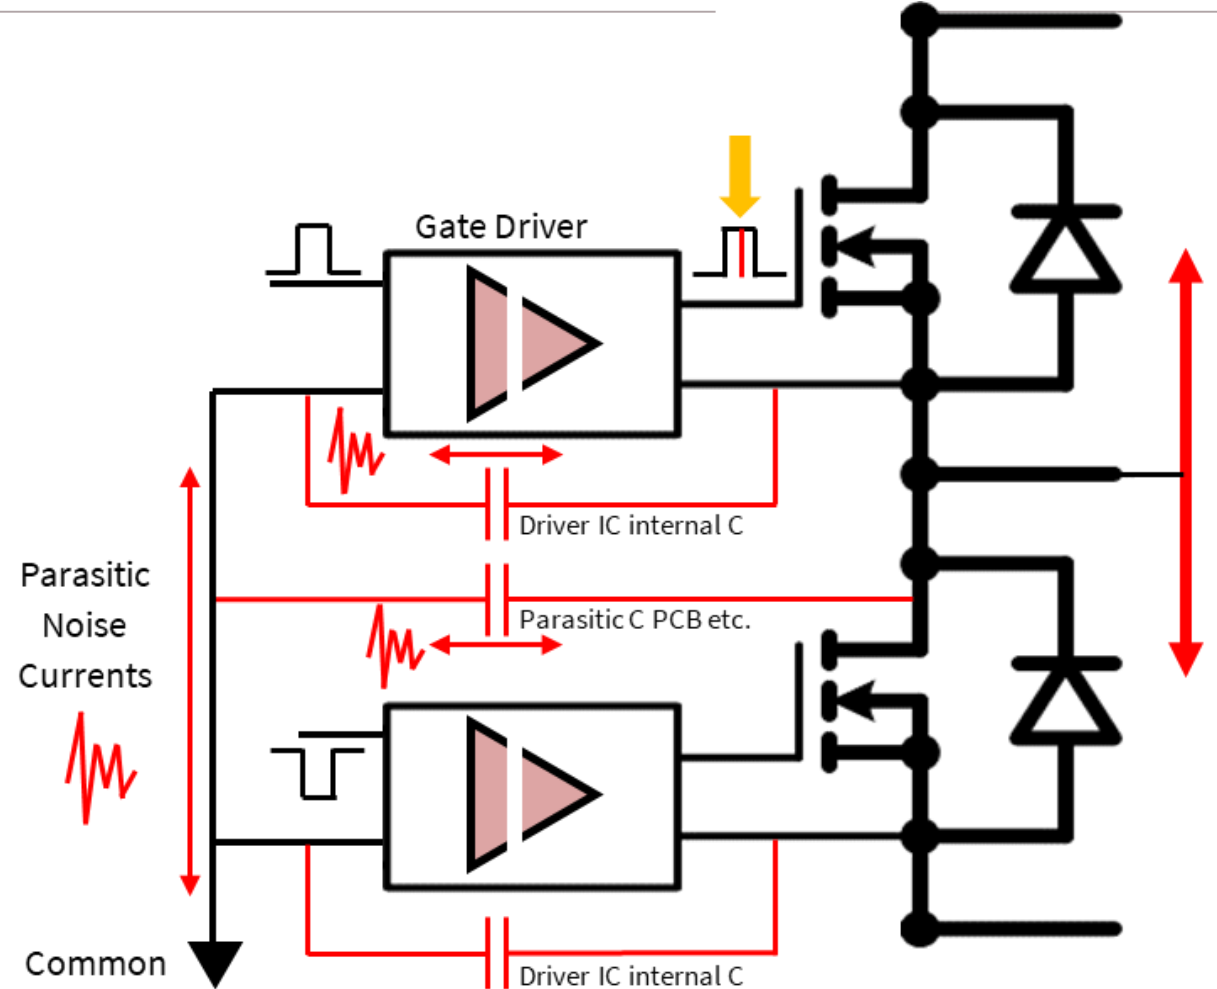 Gate Driver
Driver IC internal C
Parasitic C PCB etc.
Parasitic
Noise
Currents
Common
Driver IC internal C